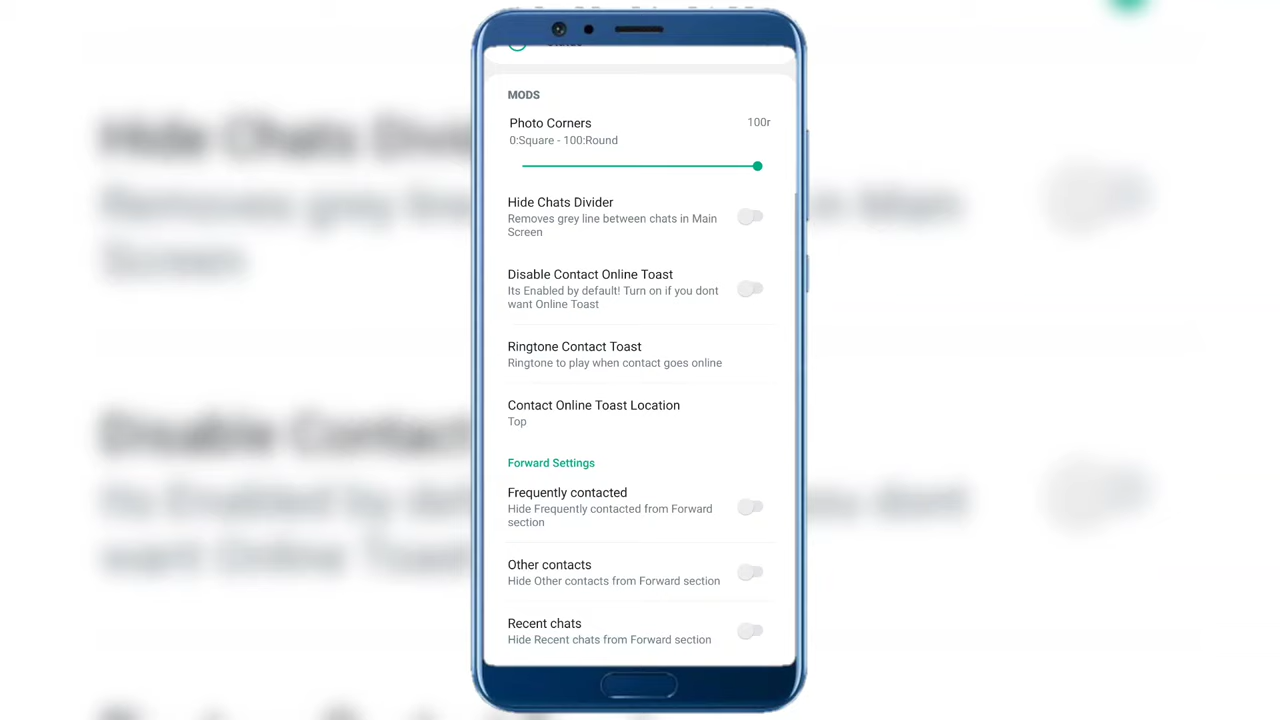 MODS
Photo Corners
100r
0:Square - 100:Round
Hide Chats Divider
Removes grey line between chats in Main
Screen
Disable Contact Online Toast
Its Enabled by default! Turn on if you dont
want Online Toast
Ringtone Contact Toast
Ringtone to play when contact goes online
Contact Online Toast Location
Top
Forward Settings
Frequently contacted
Hide Frequently contacted from Forward
section
Other contacts
Hide Other contacts from Forward section
Recent chats
Hide Recent chats from Forward section